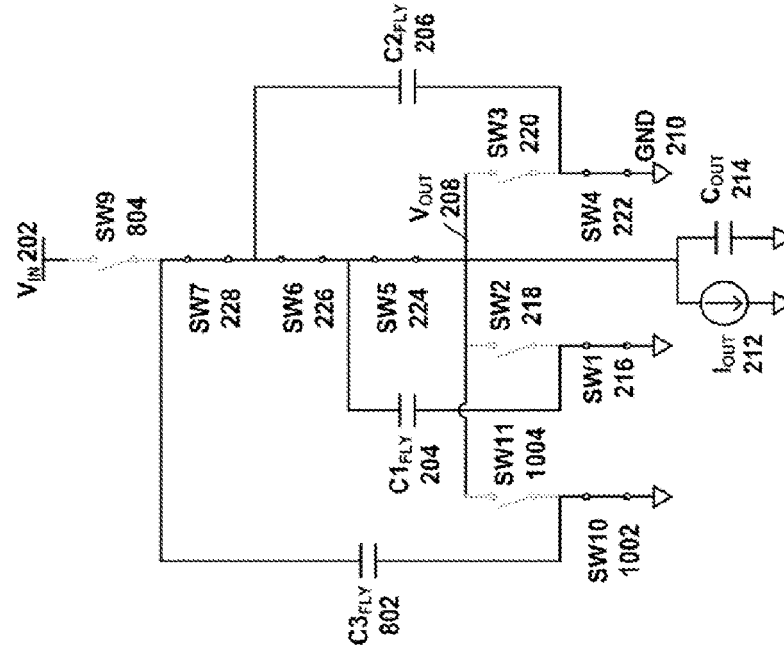 V_IN 202
SW9
804
SW7
228
SW6
226
SW5
224
C2_FLY
206
V_OUT
208
SW3
220
SW2
218
SW4
222
GND
210
C1_FLY
204
SW1
216
SW11
1004
C3_FLY
802
SW10
1002
I_OUT
212
C_OUT
214